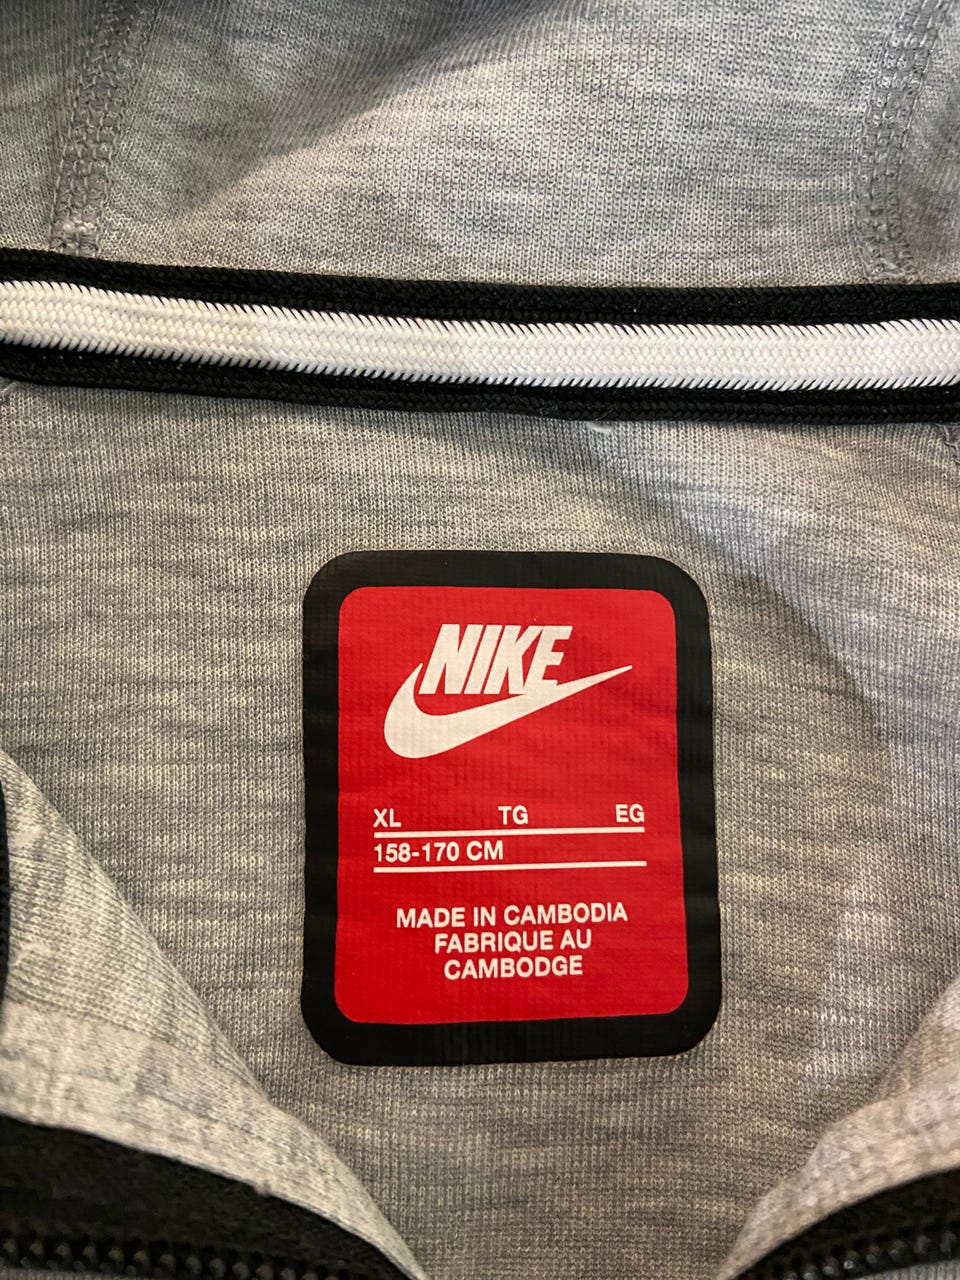 NIKE
XL TG EG
158-170 CM
MADE IN CAMBODIA
FABRIQUE AU
CAMBODGE